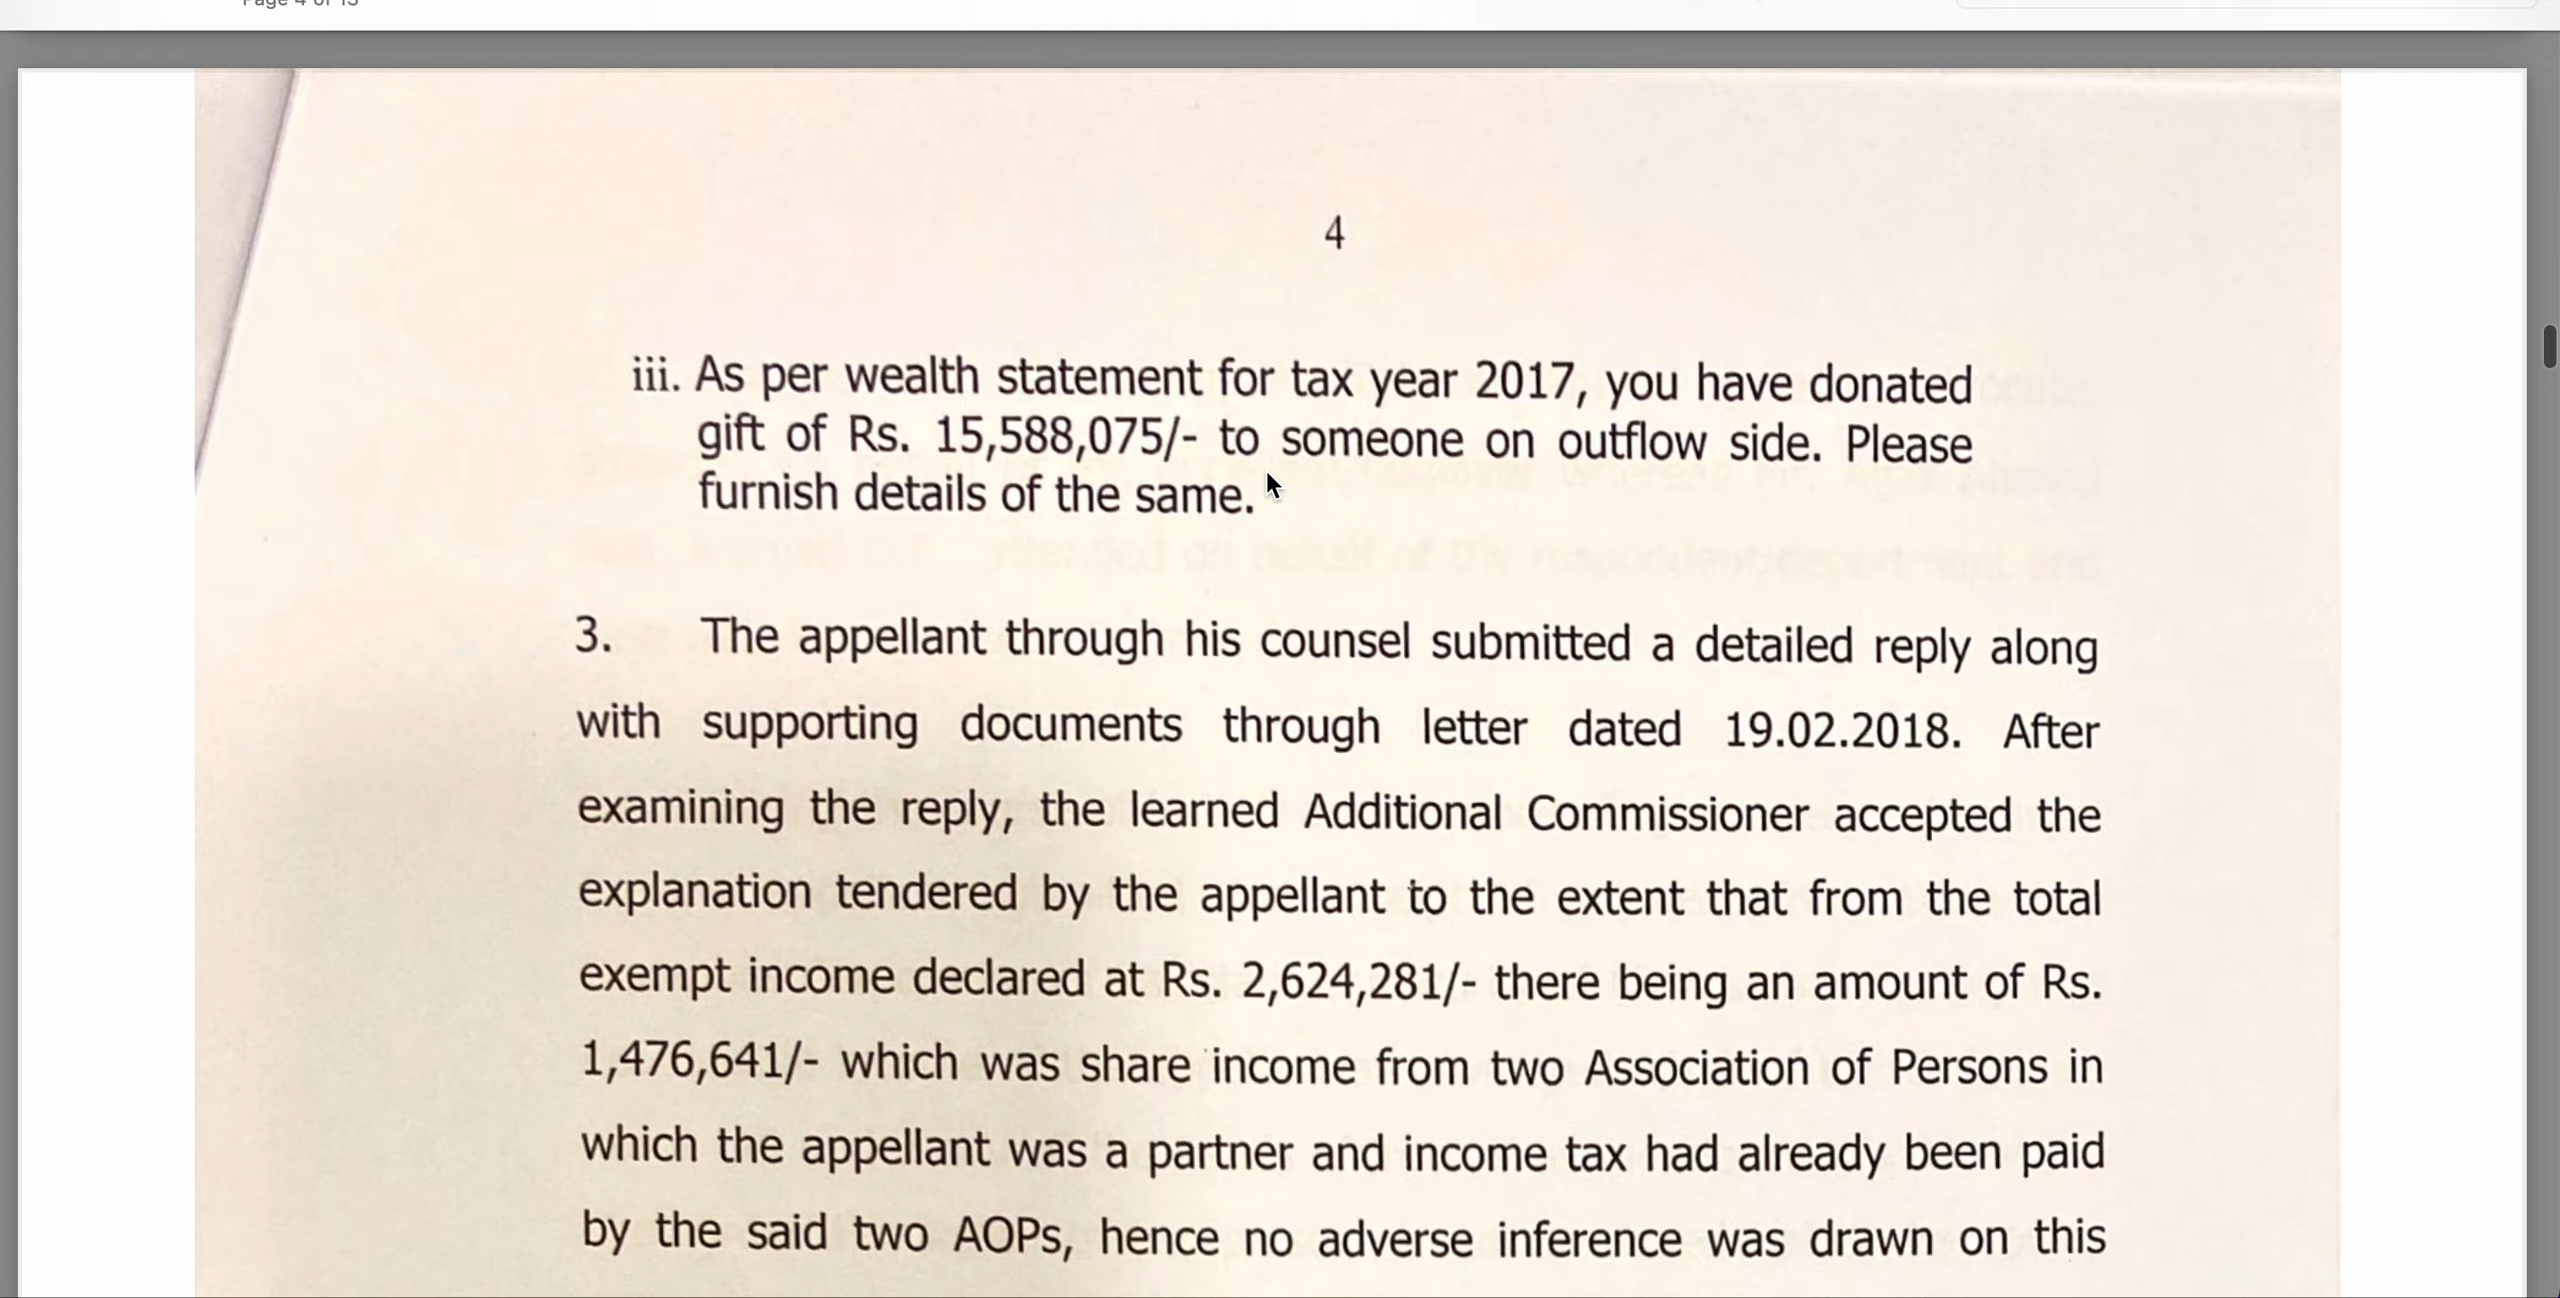 Page 4 of 13
4
iii. As per wealth statement for tax year 2017, you have donated
gift of Rs. 15,588,075/- to someone on outflow side. Please
furnish details of the same.
3. The appellant through his counsel submitted a detailed reply along
with supporting documents through letter dated 19.02.2018. After
examining the reply, the learned Additional Commissioner accepted the
explanation tendered by the appellant to the extent that from the total
exempt income declared at Rs. 2,624,281/- there being an amount of Rs.
1,476,641/- which was share income from two Association of Persons in
which the appellant was a partner and income tax had already been paid
by the said two AOPs, hence no adverse inference was drawn on this